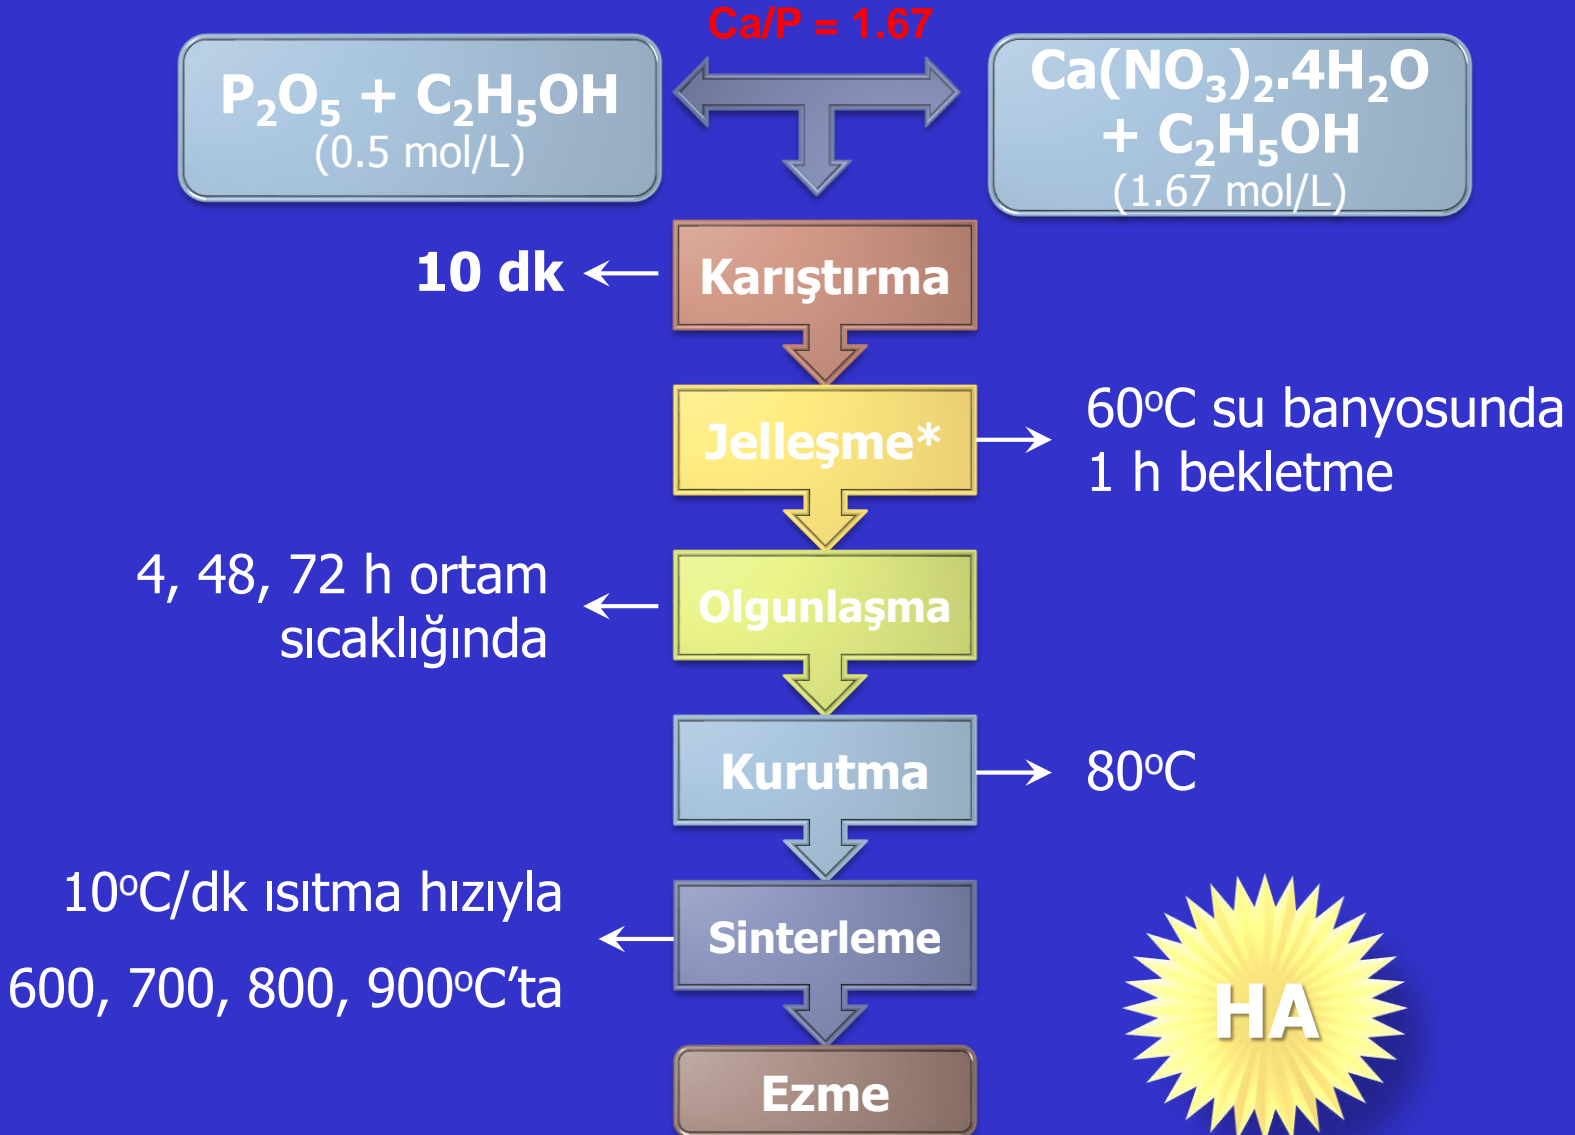 Ca/P = 1.67
P₂O₅ + C₂H₅OH
(0.5 mol/L)
Ca(NO₃)₂.4H₂O
+ C₂H₅OH
(1.67 mol/L)
Karıştırma
10 dk
Jelleşme*
60ºC su banyosunda
1 h bekletme
Olgunlaşma
4, 48, 72 h ortam
sıcaklığında
Kurutma
80ºC
Sinterleme
10ºC/dk ısıtma hızıyla
600, 700, 800, 900ºC’ta
Ezme
HA